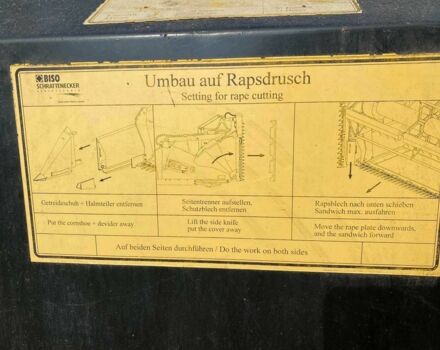 BISO
SCHRATTENECKER
Umbau auf Rapsdrusch
Setting for rape cutting
Getreideschuh + Halmteiler entfernen
Put the cornshoe + devider away
Seitentrenner aufstellen,
Schutzblech entfernen
Lift the side knife
put the cover away
Rapsblech nach unten schieben
Sandwich max. ausfahren
Move the rape plate downwards,
and the sandwich forward
Auf beiden Seiten durchführen / Do the work on both sides